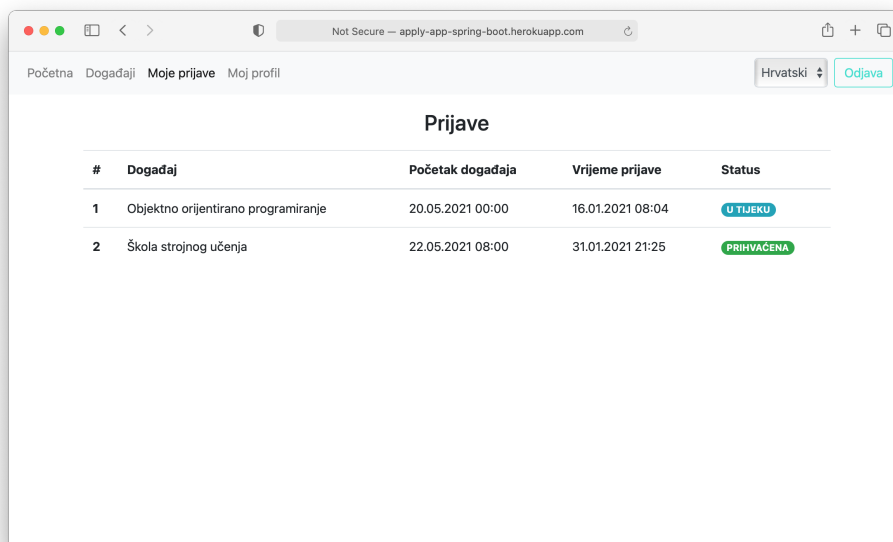 Not Secure — apply-app-spring-boot.herokuapp.com
Početna Događaji Moje prijave Moj profil Hrvatski Odjava
Prijave
# Događaj Početak događaja Vrijeme prijave Status
1 Objektno orijentirano programiranje 20.05.2021 00:00 16.01.2021 08:04 U TIJEKU
2 Škola strojnog učenja 22.05.2021 08:00 31.01.2021 21:25 PRIHVAĆENA